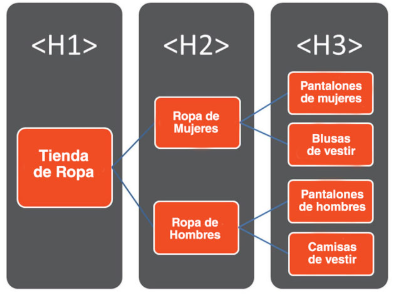 <H1>
<H2>
<H3>
Tienda
de Ropa
Ropa de
Mujeres
Ropa de
Hombres
Pantalones
de mujeres
Blusas
de vestir
Pantalones
de hombres
Camisas
de vestir